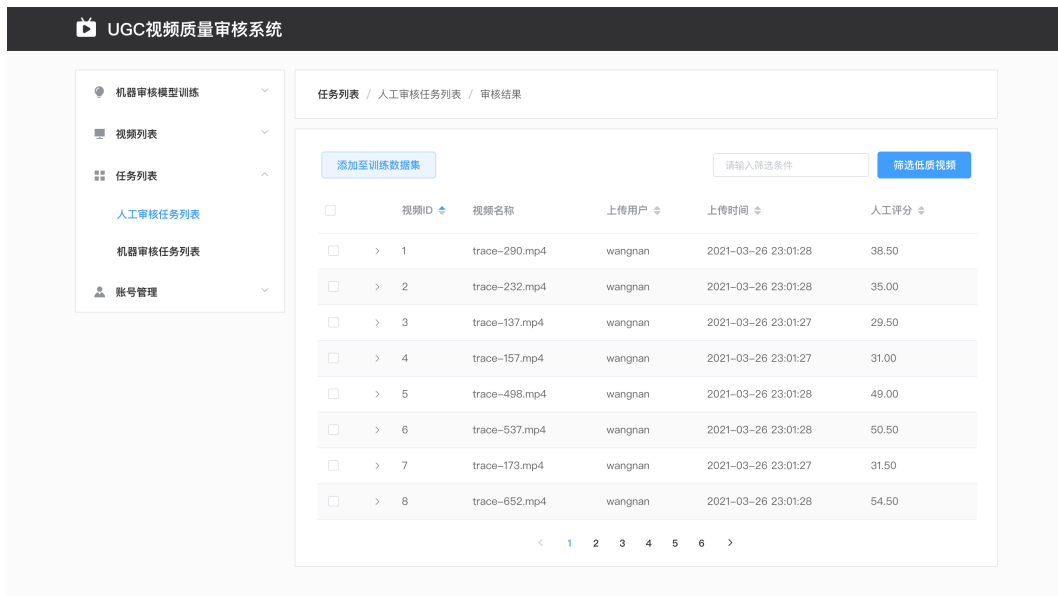 UGC视频质量审核系统
机器审核模型训练
视频列表
任务列表
人工审核任务列表
机器审核任务列表
账号管理
任务列表 / 人工审核任务列表 / 审核结果
添加至训练数据集 请输入筛选条件 筛选低质视频
视频ID 视频名称 上传用户 上传时间 人工评分
1 trace-290.mp4 wangnan 2021-03-26 23:01:28 38.50
2 trace-232.mp4 wangnan 2021-03-26 23:01:28 35.00
3 trace-137.mp4 wangnan 2021-03-26 23:01:27 29.50
4 trace-157.mp4 wangnan 2021-03-26 23:01:27 31.00
5 trace-498.mp4 wangnan 2021-03-26 23:01:28 49.00
6 trace-537.mp4 wangnan 2021-03-26 23:01:28 50.50
7 trace-173.mp4 wangnan 2021-03-26 23:01:27 31.50
8 trace-652.mp4 wangnan 2021-03-26 23:01:28 54.50
< 1 2 3 4 5 6 >